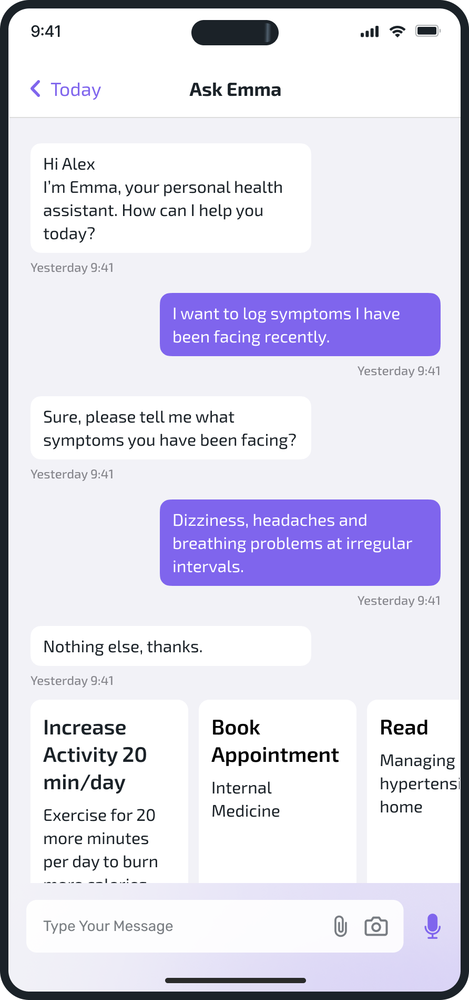 9:41
Today
Ask Emma
Hi Alex
I'm Emma, your personal health
assistant. How can I help you
today?
Yesterday 9:41
I want to log symptoms I have
been facing recently.
Yesterday 9:41
Sure, please tell me what
symptoms you have been facing?
Yesterday 9:41
Dizziness, headaches and
breathing problems at irregular
intervals.
Yesterday 9:41
Nothing else, thanks.
Yesterday 9:41
Increase
Activity 20
min/day
Exercise for 20
more minutes
per day to burn
more calories
Book
Appointment
Internal
Medicine
Read
Managing
hypertensi
home
Type Your Message